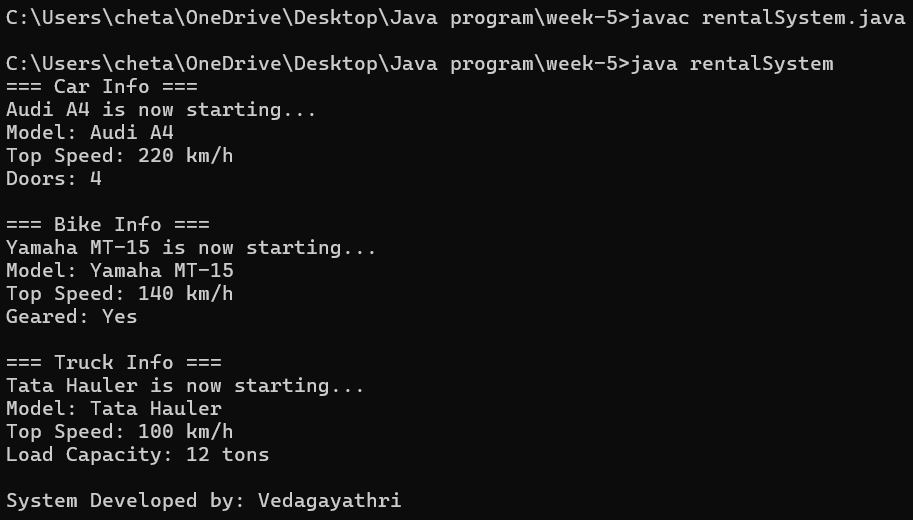 C:\Users\cheta\OneDrive\Desktop\Java program\week-5>javac rentalSystem.java
C:\Users\cheta\OneDrive\Desktop\Java program\week-5>java rentalSystem
=== Car Info ===
Audi A4 is now starting...
Model: Audi A4
Top Speed: 220 km/h
Doors: 4
=== Bike Info ===
Yamaha MT-15 is now starting...
Model: Yamaha MT-15
Top Speed: 140 km/h
Geared: Yes
=== Truck Info ===
Tata Hauler is now starting...
Model: Tata Hauler
Top Speed: 100 km/h
Load Capacity: 12 tons
System Developed by: Vedagayathri